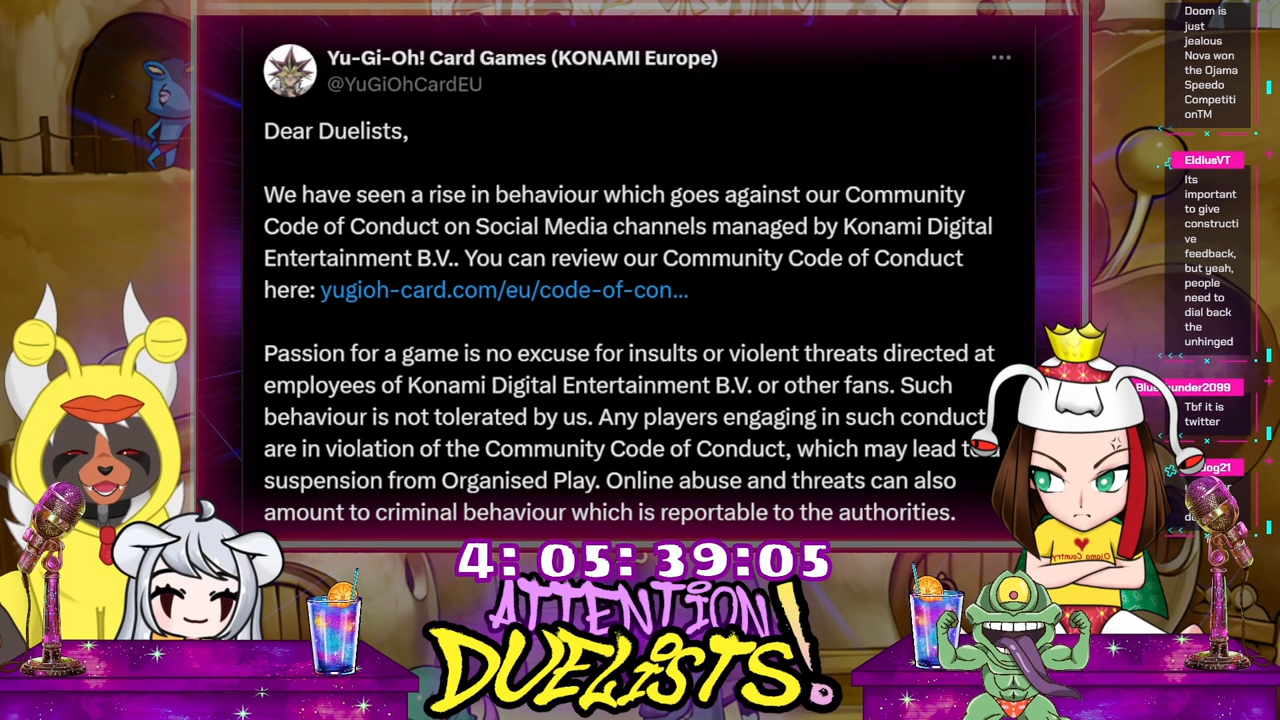 Yu-Gi-Oh! Card Games (KONAMI Europe)
@YuGiOhCardEU
Dear Duelists,
We have seen a rise in behaviour which goes against our Community
Code of Conduct on Social Media channels managed by Konami Digital
Entertainment B.V.. You can review our Community Code of Conduct
here: yugioh-card.com/eu/code-of-con...
Passion for a game is no excuse for insults or violent threats directed at
employees of Konami Digital Entertainment B.V. or other fans. Such
behaviour is not tolerated by us. Any players engaging in such conduct
are in violation of the Community Code of Conduct, which may lead
suspension from Organised Play. Online abuse and threats can also
amount to criminal behaviour which is reportable to the authorities.
Doom is
just
jealous
Nova won
the Ojama
Speedo
Competiti
onTM
EldiusVT
Its
important
to give
constructi
ve
feedback,
but yeah,
people
need to
dial back
the
unhinged
Tbf it is
twitter
Ojama Country
4: 05: 39:05
ATTENTION
DUELISTS!